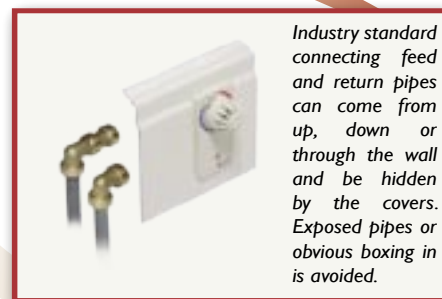 Industry standard
connecting feed
and return pipes
can come from
up, down or
through the wall
and be hidden
by the covers.
Exposed pipes or
obvious boxing in
is avoided.